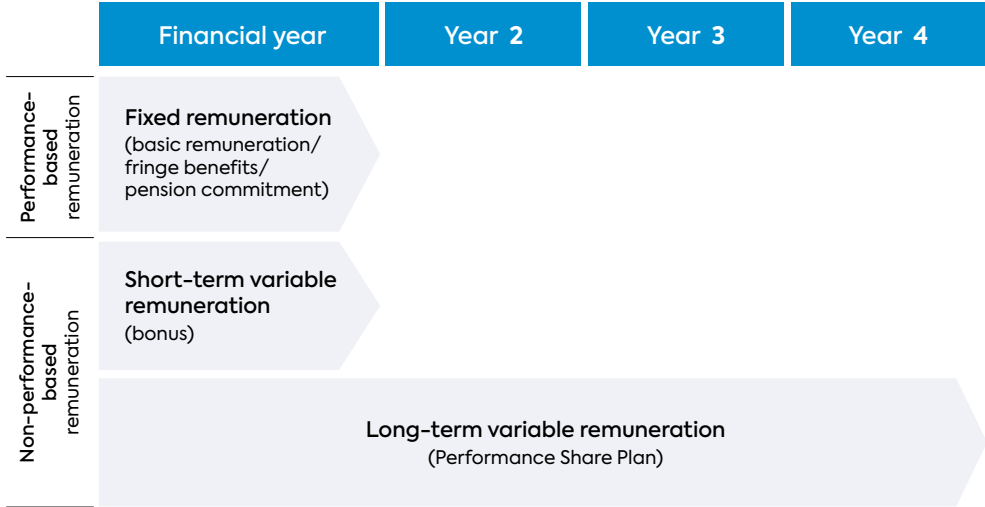 Financial year
Year 2
Year 3
Year 4
Performance-
based
remuneration
Fixed remuneration
(basic remuneration/
fringe benefits/
pension commitment)
Non-performance-
based
remuneration
Short-term variable
remuneration
(bonus)
Long-term variable remuneration
(Performance Share Plan)